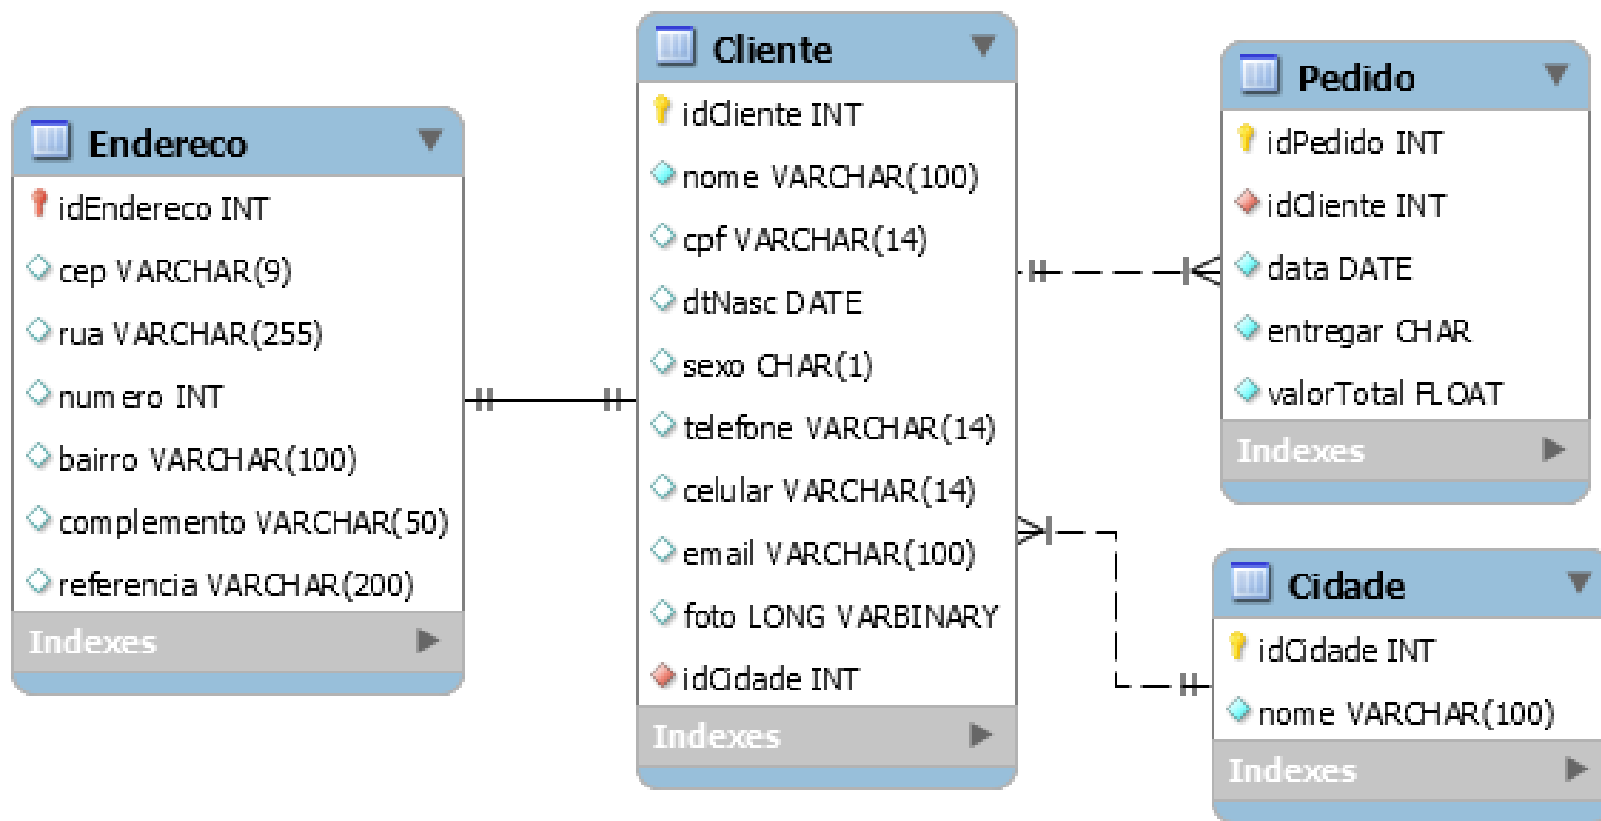 Endereco
idEndereco INT
cep VARCHAR(9)
rua VARCHAR(255)
numero INT
bairro VARCHAR(100)
complemento VARCHAR(50)
referencia VARCHAR(200)
Indexes
Cliente
idCliente INT
nome VARCHAR(100)
cpf VARCHAR(14)
dtNasc DATE
sexo CHAR(1)
telefone VARCHAR(14)
celular VARCHAR(14)
email VARCHAR(100)
foto LONG VARBINARY
idCidade INT
Indexes
Pedido
idPedido INT
idCliente INT
data DATE
entregar CHAR
valorTotal FLOAT
Indexes
Cidade
idCidade INT
nome VARCHAR(100)
Indexes